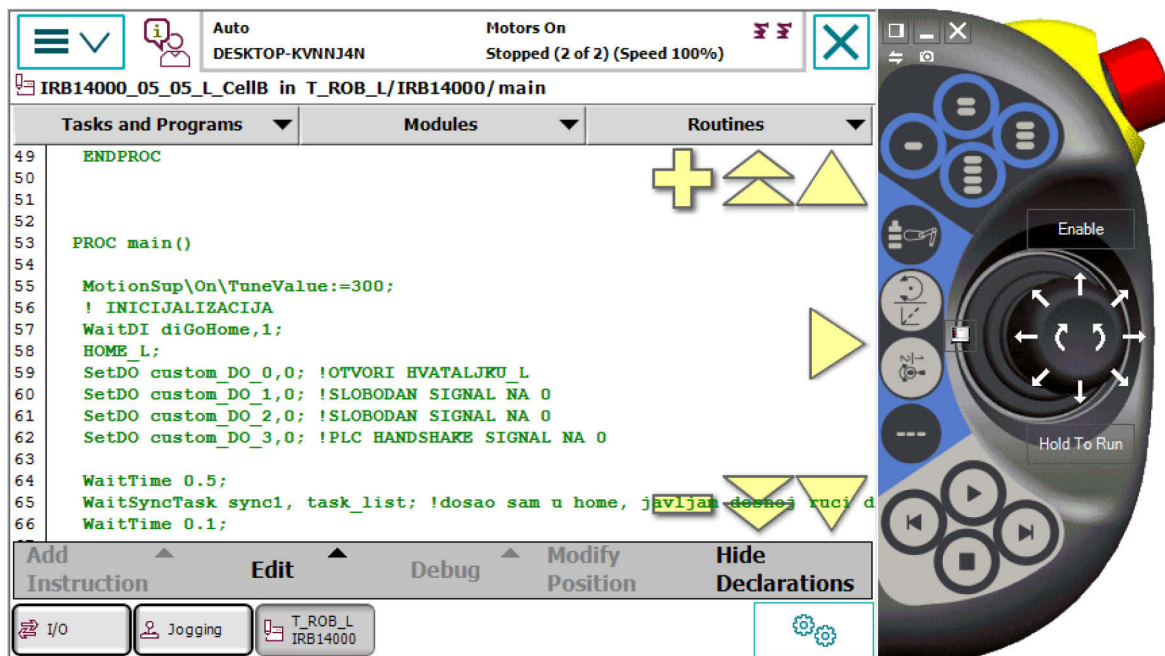 Auto
DESKTOP-KVNNJ4N
Motors On
Stopped (2 of 2) (Speed 100%)
IRB14000_05_05_L_CellB in T_ROB_L/IRB14000/main
Tasks and Programs
Modules
Routines
49 ENDPROC
50
51
52
53 PROC main()
54
55 MotionSup\On\TuneValue:=300;
56 ! INICIJALIZACIJA
57 WaitDI diGoHome,1;
58 HOME_L;
59 SetDO custom_DO_0,0; !OTVORI HVATALJKU_L
60 SetDO custom_DO_1,0; !SLOBODAN SIGNAL NA 0
61 SetDO custom_DO_2,0; !SLOBODAN SIGNAL NA 0
62 SetDO custom_DO_3,0; !PLC HANDSHAKE SIGNAL NA 0
63
64 WaitTime 0.5;
65 WaitSyncTask sync1, task_list; !dosao sam u home, javljam desnoj ruci d
66 WaitTime 0.1;
Add Instruction
Edit
Debug
Modify Position
Hide Declarations
I/O
Jogging
T_ROB_L
IRB14000
Enable
Hold To Run